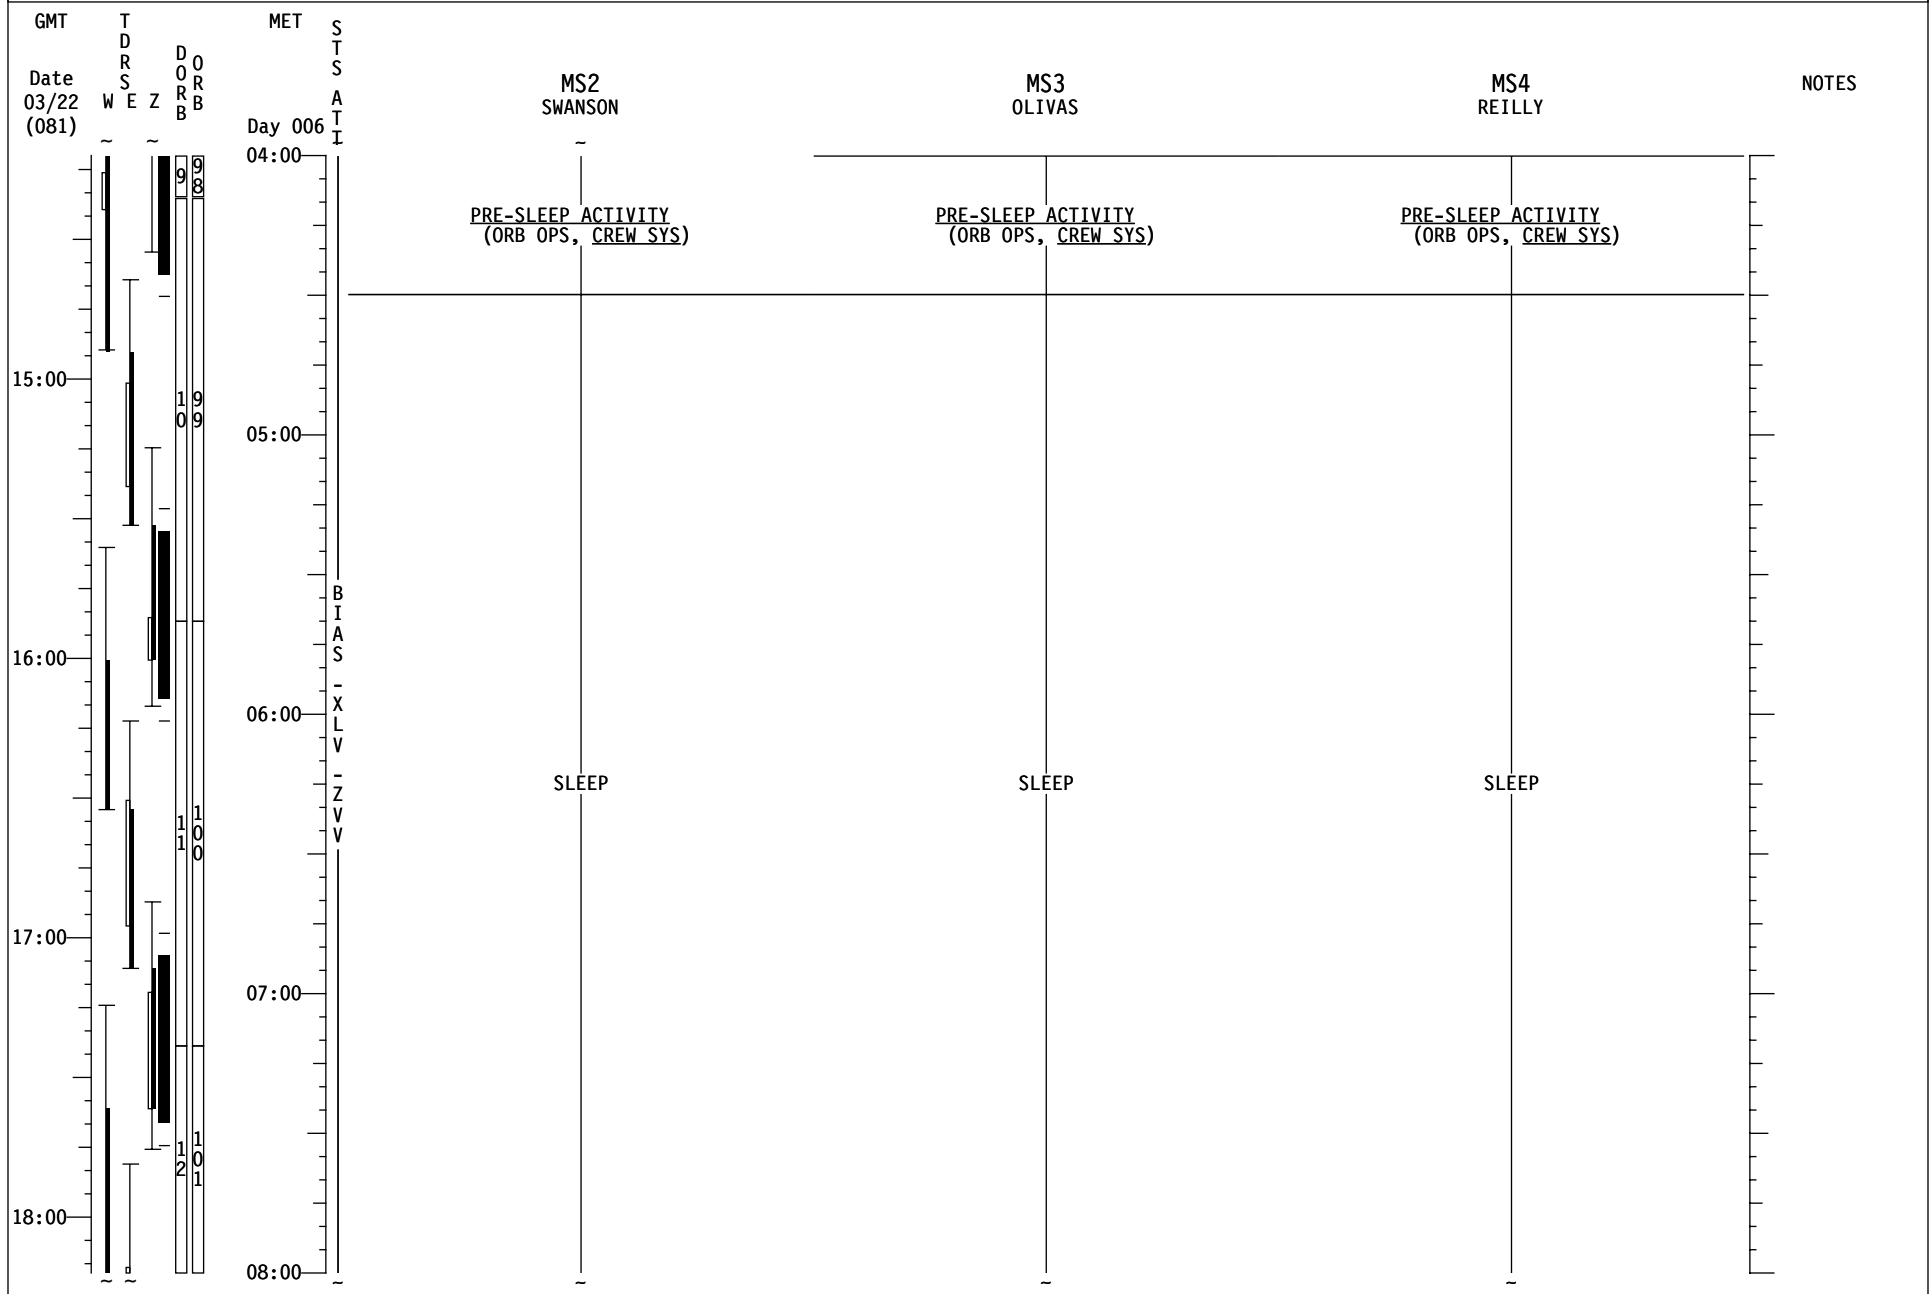 GMT
TDRS
MET
STS ATT
DORB
ORB
Date
03/22
(081)
W E Z
Day 006
MS2
SWANSON
MS3
OLIVAS
MS4
REILLY
NOTES
~ ~ ~
04:00
9
98
PRE-SLEEP ACTIVITY
(ORB OPS, CREW SYS)
PRE-SLEEP ACTIVITY
(ORB OPS, CREW SYS)
PRE-SLEEP ACTIVITY
(ORB OPS, CREW SYS)
15:00
10
99
05:00
BIAS -XLV -ZVV
16:00
06:00
SLEEP
SLEEP
SLEEP
11
100
17:00
07:00
12
101
18:00
08:00
~ ~ ~ ~ ~ ~